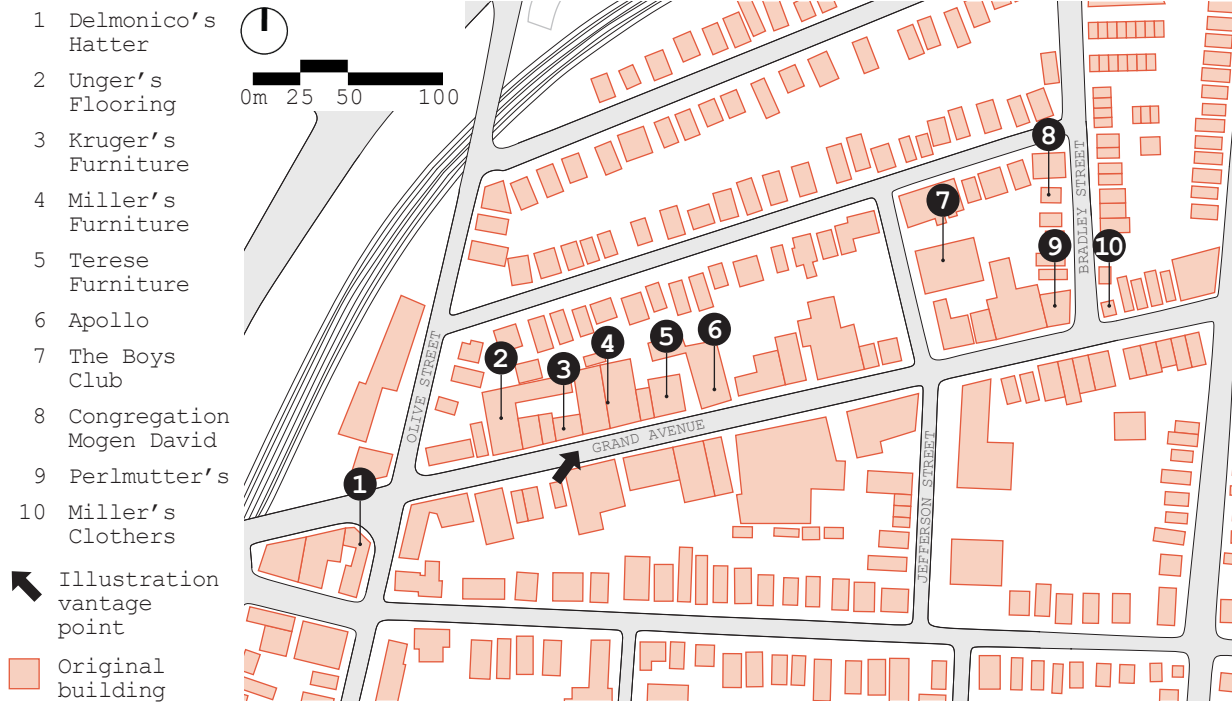 1 Delmonico's
Hatter
2 Unger's
Flooring
3 Kruger's
Furniture
4 Miller's
Furniture
5 Terese
Furniture
6 Apollo
7 The Boys
Club
8 Congregation
Mogen David
9 Perlmutter's
10 Miller's
Clothers
Illustration
vantage
point
Original
building
0m 25 50 100
8
7
BRADLEY STREET
9
10
6
5
4
3
2
OLIVE STREET
GRAND AVENUE
1
JEFFERSON STREET